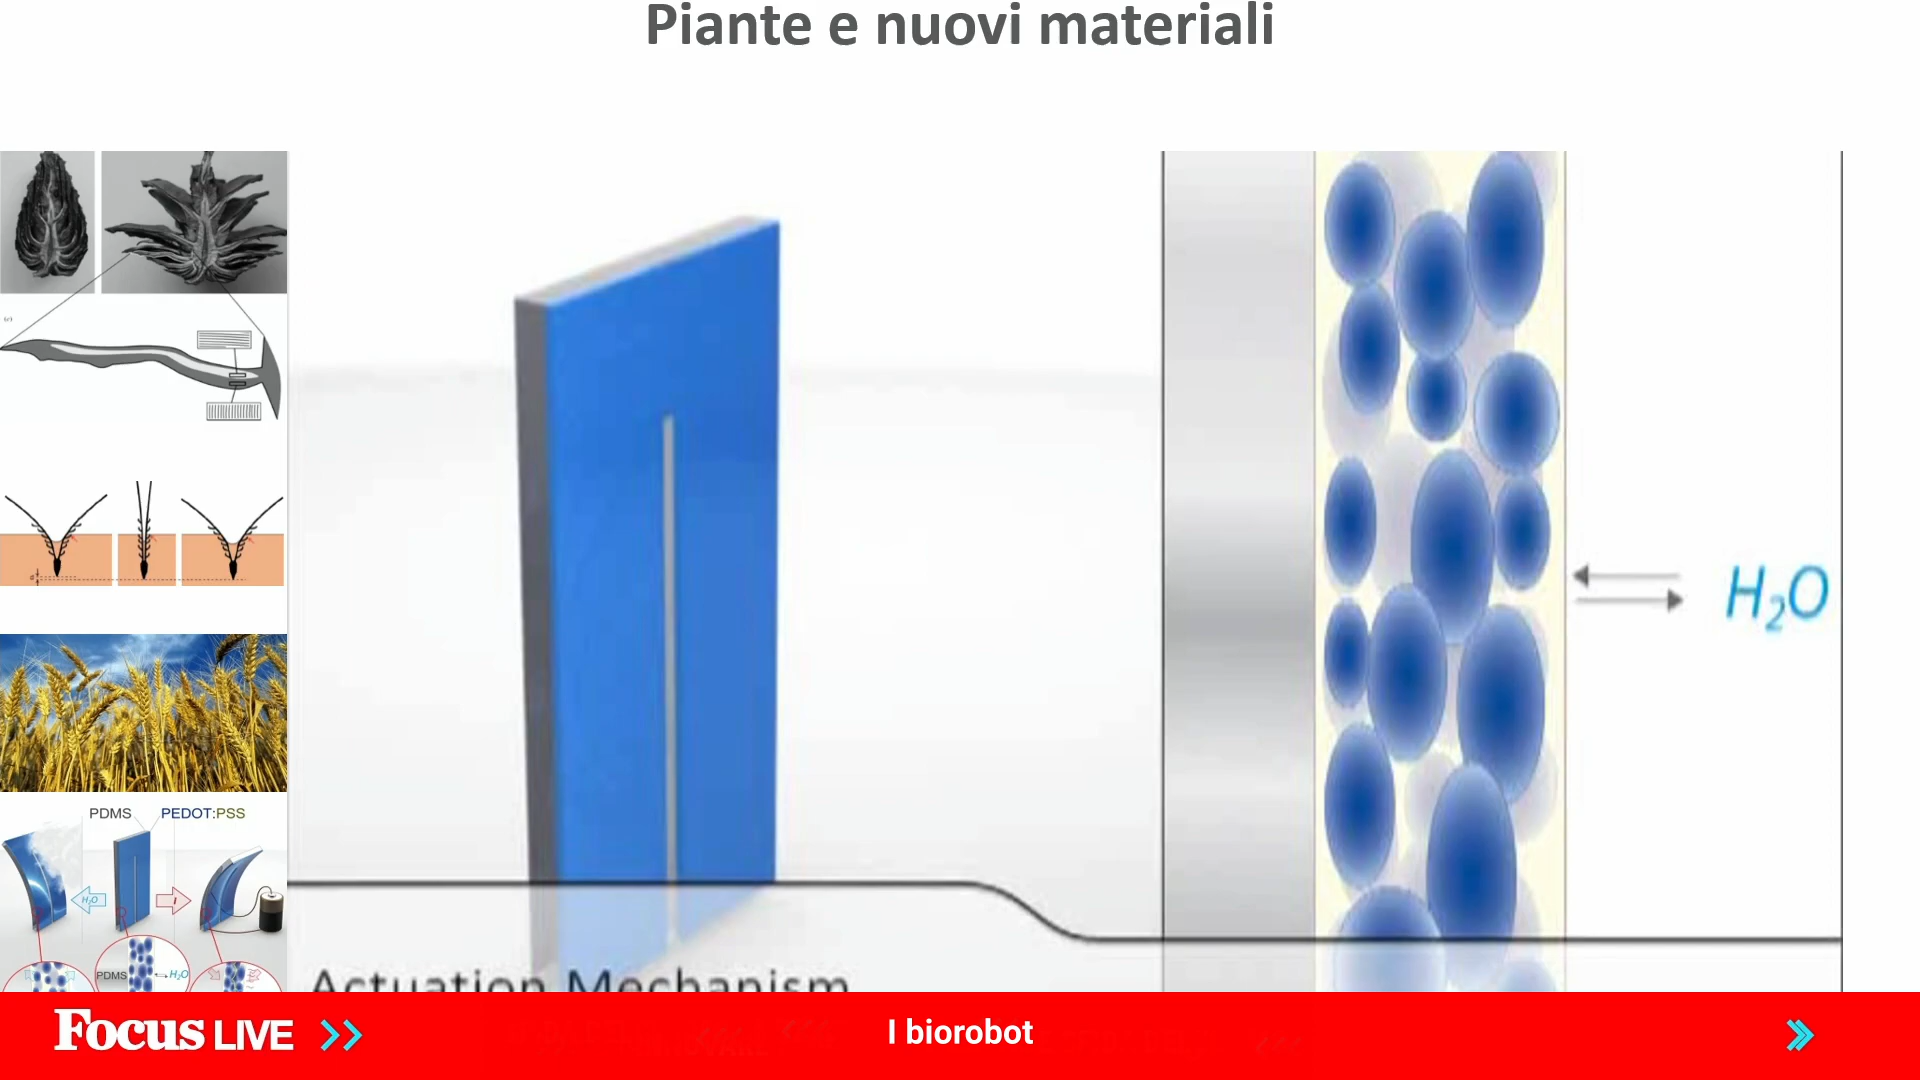 Piante e nuovi materiali
(c)
PDMS
PEDOT:PSS
H₂O
I
PDMS
H₂O
H₂O
Actuation Mechanism
Focus LIVE
I biorobot